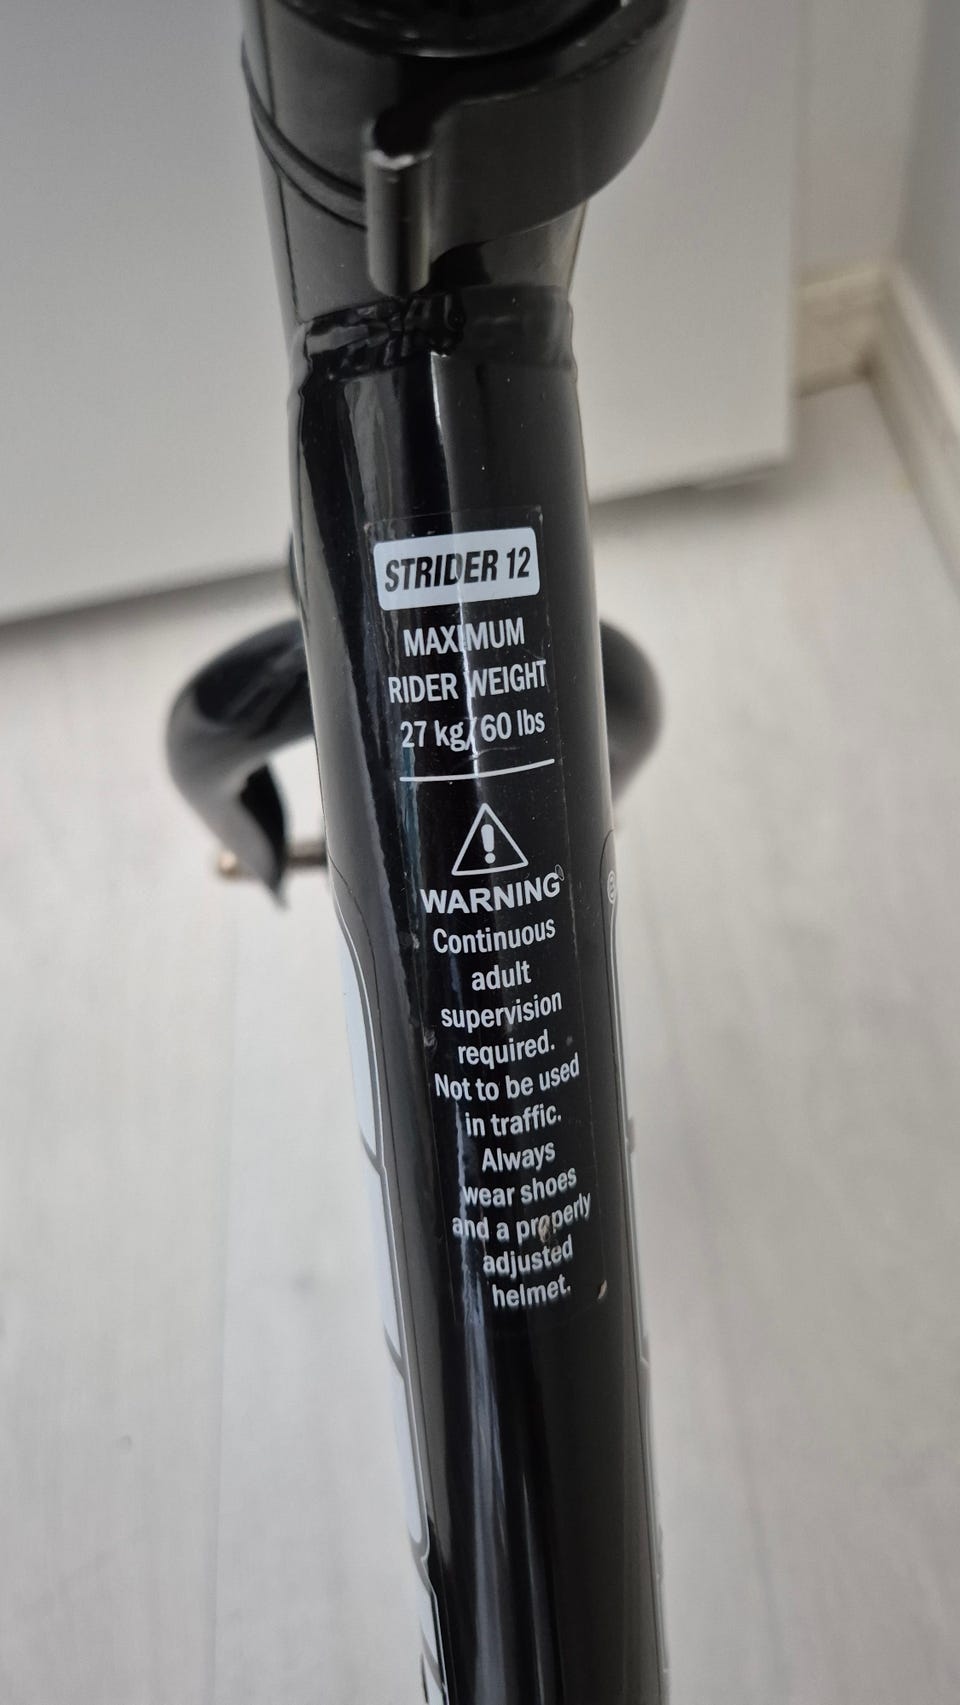 STRIDER 12
MAXIMUM
RIDER WEIGHT
27 kg/60 lbs
WARNING
Continuous
adult
supervision
required.
Not to be used
in traffic.
Always
wear shoes
and a properly
adjusted
helmet.